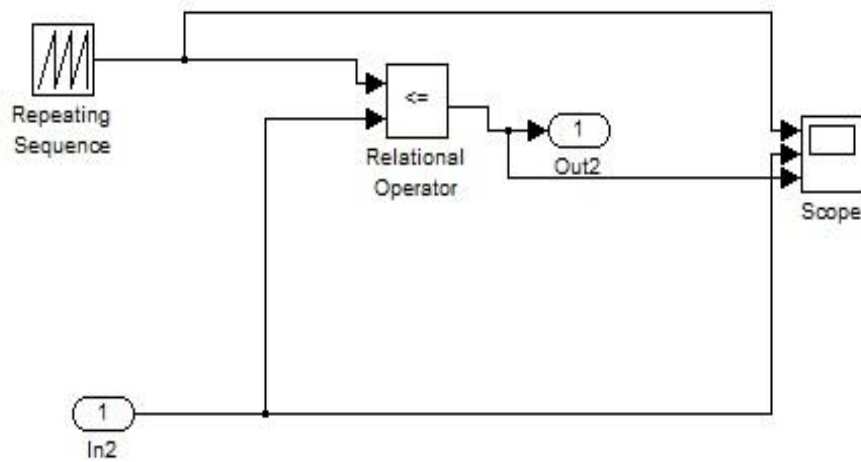 Repeating
Sequence
<=
Relational
Operator
1
Out2
Scope
1
In2